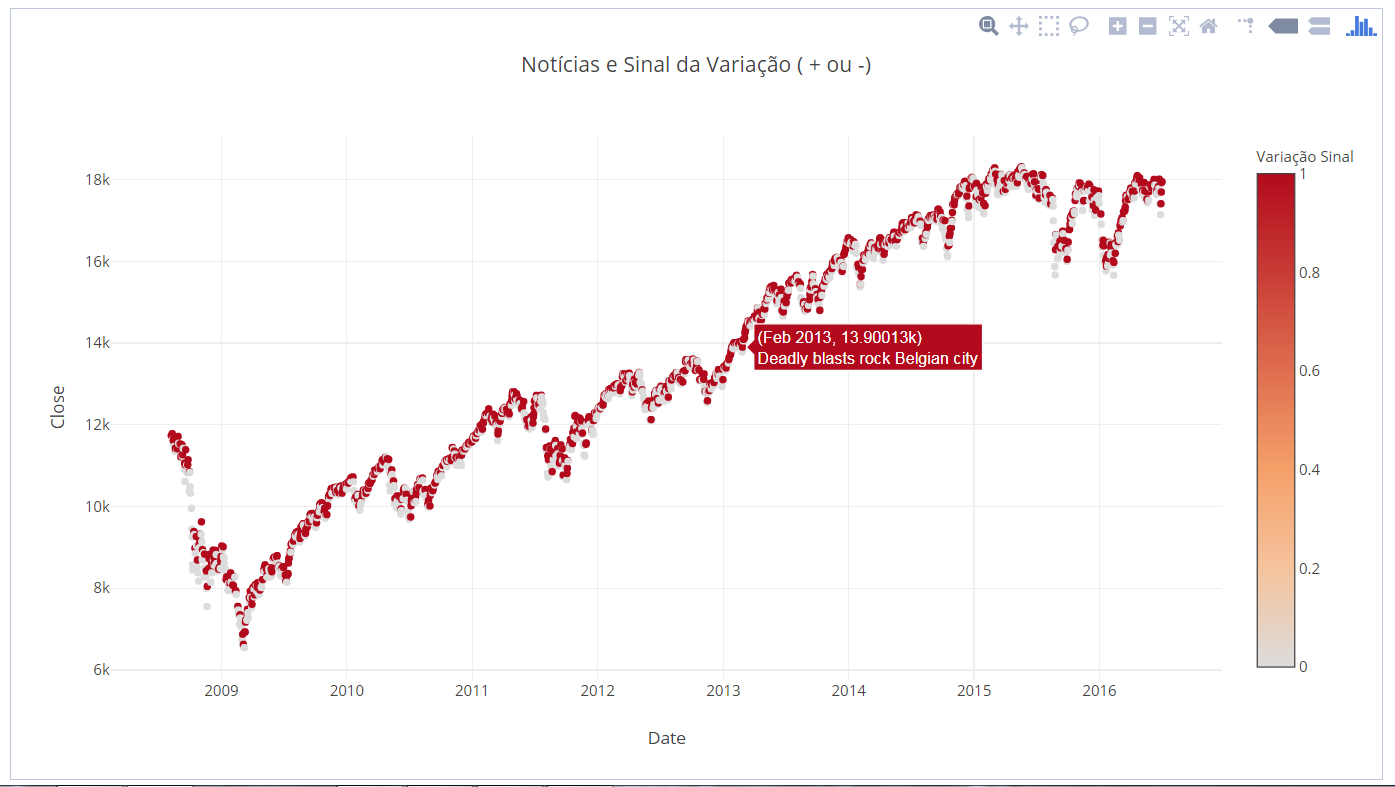 Notícias e Sinal da Variação ( + ou -)
Variação Sinal
18k
16k
14k
12k
10k
8k
6k
Close
(Feb 2013, 13.90013k)
Deadly blasts rock Belgian city
2009
2010
2011
2012
2013
2014
2015
2016
Date
1
0.8
0.6
0.4
0.2
0